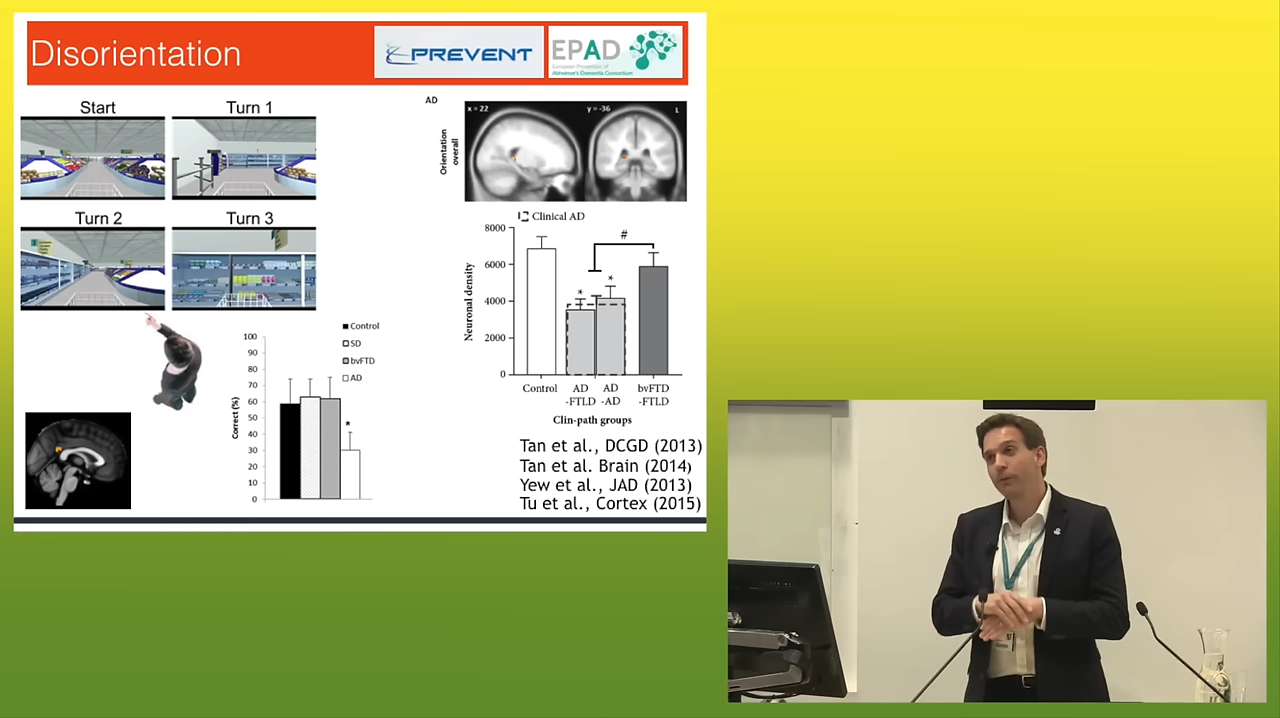 Disorientation
PREVENT
EPAD
European Prevention of
Alzheimer's Dementia Consortium
Start
Turn 1
Turn 2
Turn 3
AD
x = 22
y = -36
L
Orientation
overall
Clinical AD
8000
6000
4000
2000
0
Neuronal density
#
*
*
Control
AD
-FTLD
AD
-AD
bvFTD
-FTLD
Clin-path groups
Control
SD
bvFTD
AD
100
90
80
70
60
50
40
30
20
10
0
Correct (%)
*
Tan et al., DCGD (2013)
Tan et al. Brain (2014)
Yew et al., JAD (2013)
Tu et al., Cortex (2015)